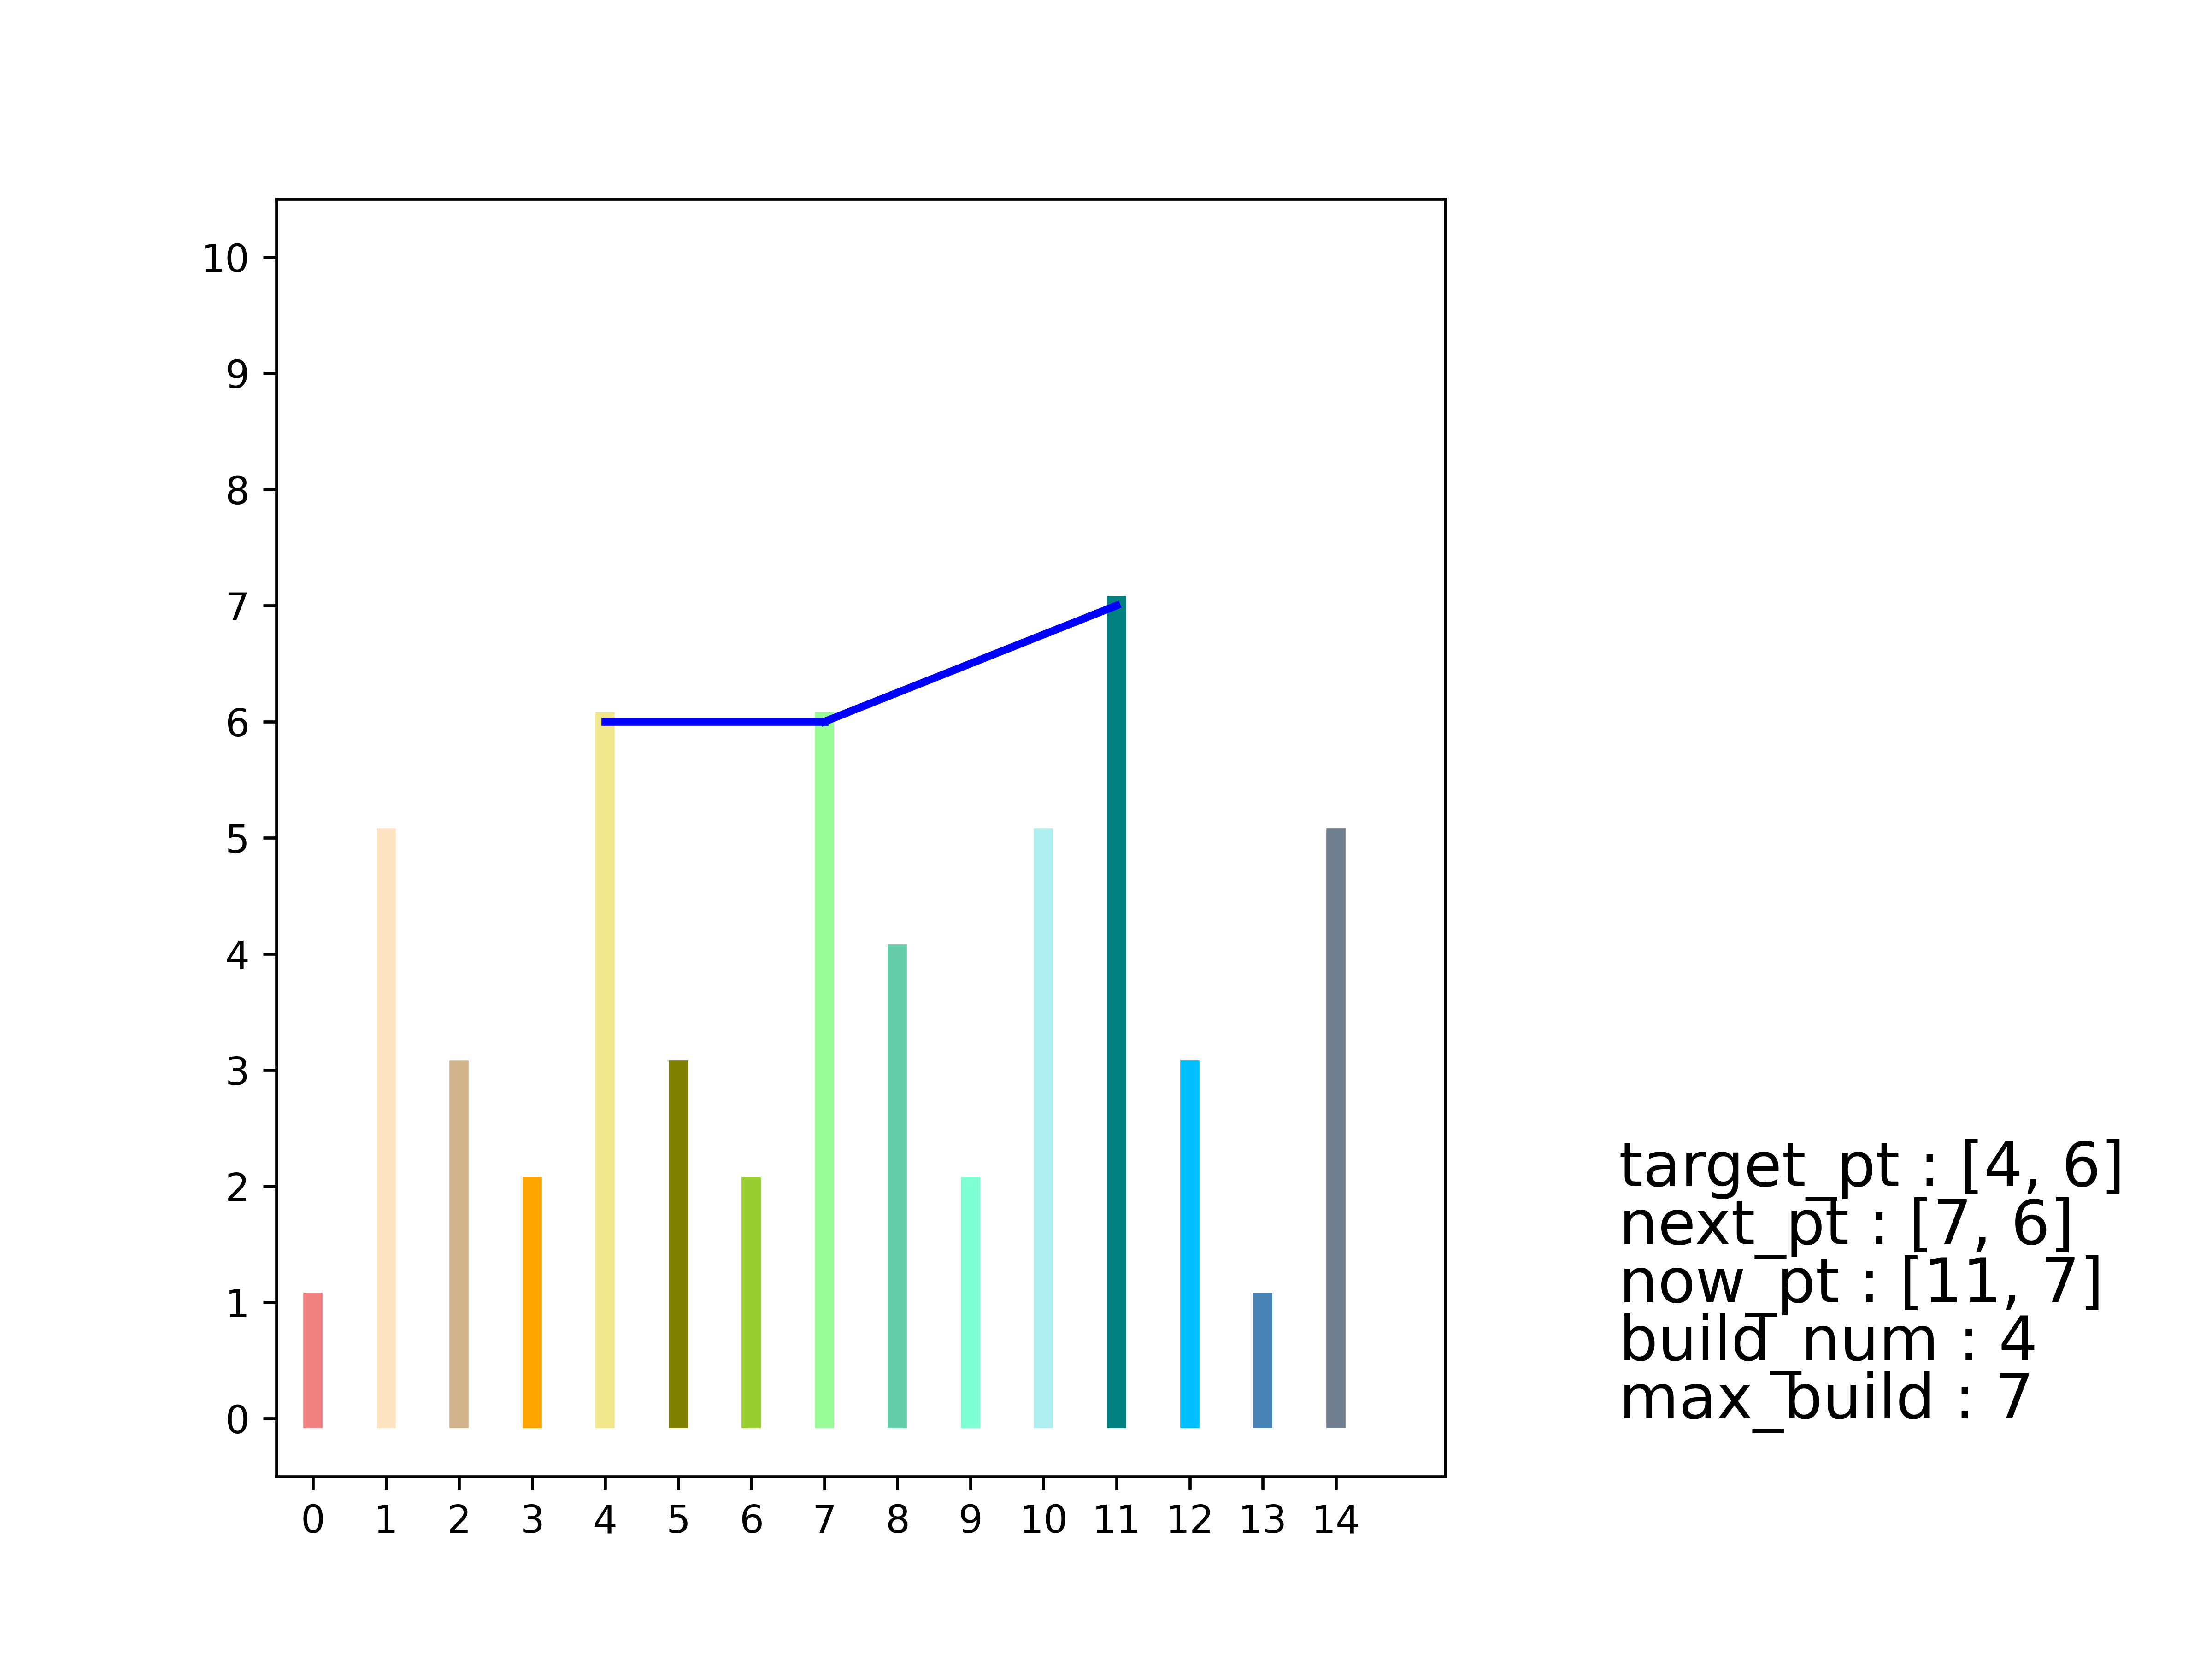 10
9
8
7
6
5
4
3
2
1
0
0 1 2 3 4 5 6 7 8 9 10 11 12 13 14
target_pt : [4, 6]
next_pt : [7, 6]
now_pt : [11, 7]
build_num : 4
max_build : 7